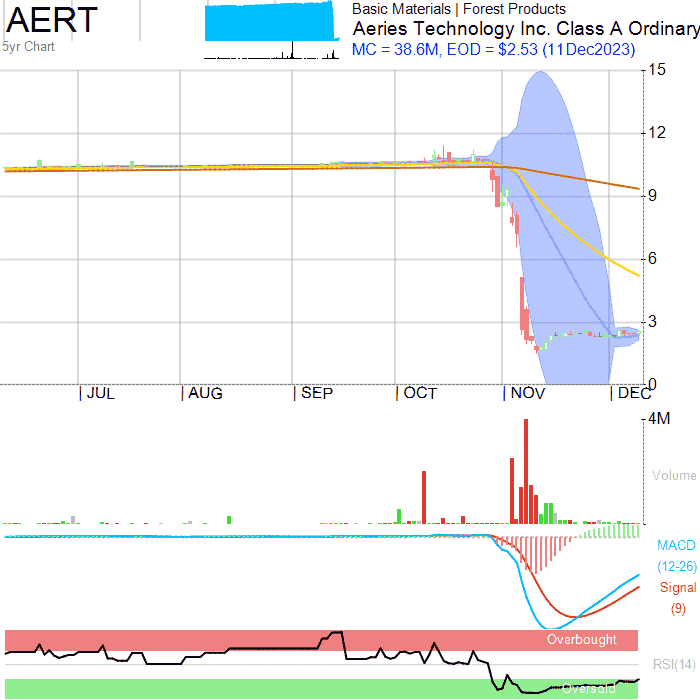 AERT
5yr Chart
Basic Materials | Forest Products
Aeries Technology Inc. Class A Ordinary
MC = 38.6M, EOD = $2.53 (11Dec2023)
15
12
9
6
3
0
| JUL | AUG | SEP | OCT | NOV | DEC
4M
Volume
MACD
(12-26)
Signal
(9)
Overbought
RSI(14)
Oversold